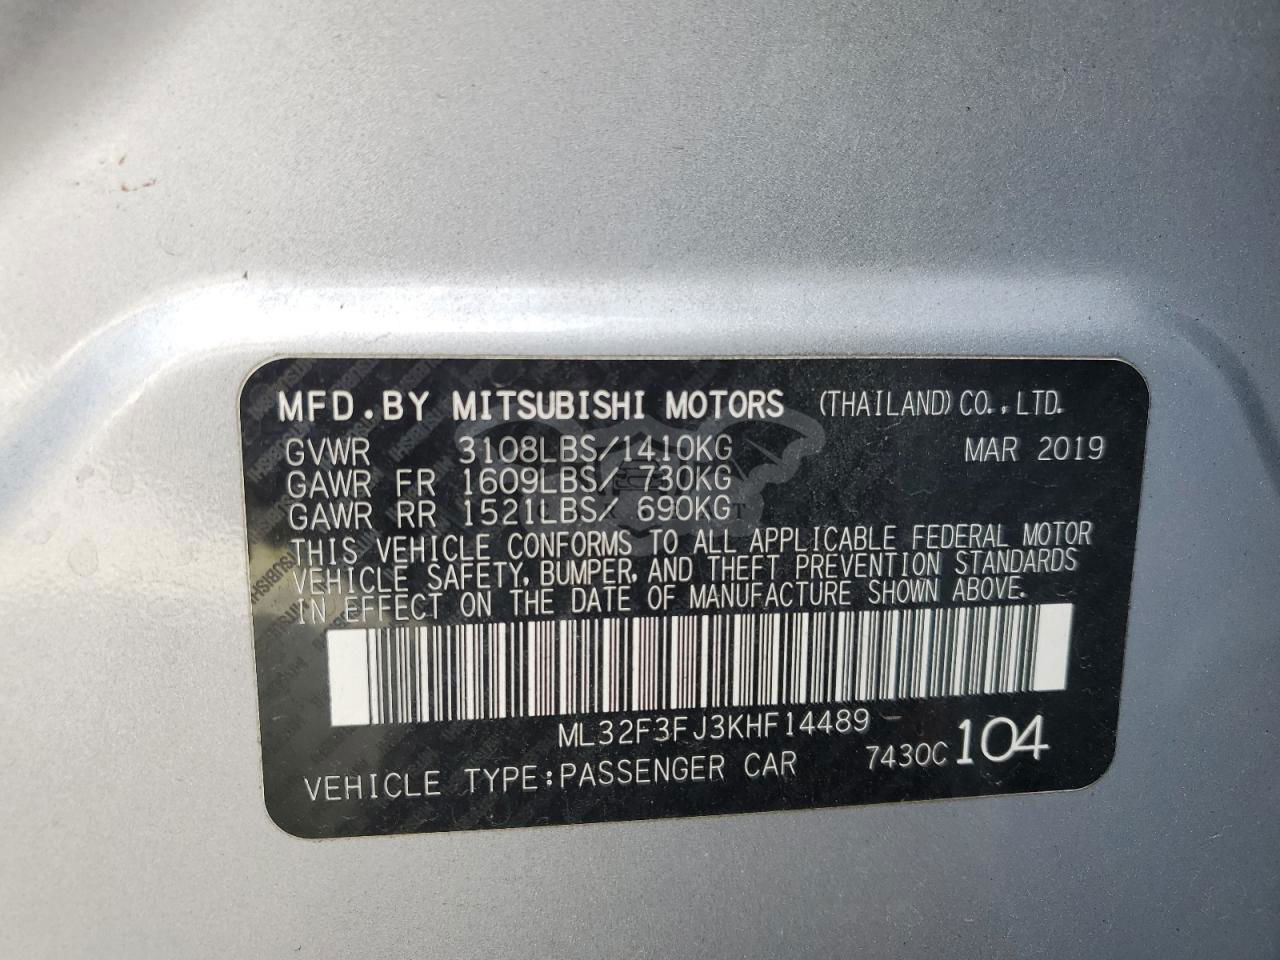 MFD.BY MITSUBISHI MOTORS (THAILAND) CO.,LTD.
GVWR 3108LBS/1410KG MAR 2019
GAWR FR 1609LBS/ 730KG
GAWR RR 1521LBS/ 690KG
THIS VEHICLE CONFORMS TO ALL APPLICABLE FEDERAL MOTOR
VEHICLE SAFETY, BUMPER, AND THEFT PREVENTION STANDARDS
IN EFFECT ON THE DATE OF MANUFACTURE SHOWN ABOVE.
ML32F3FJ3KHF14489
VEHICLE TYPE:PASSENGER CAR 7430C 104